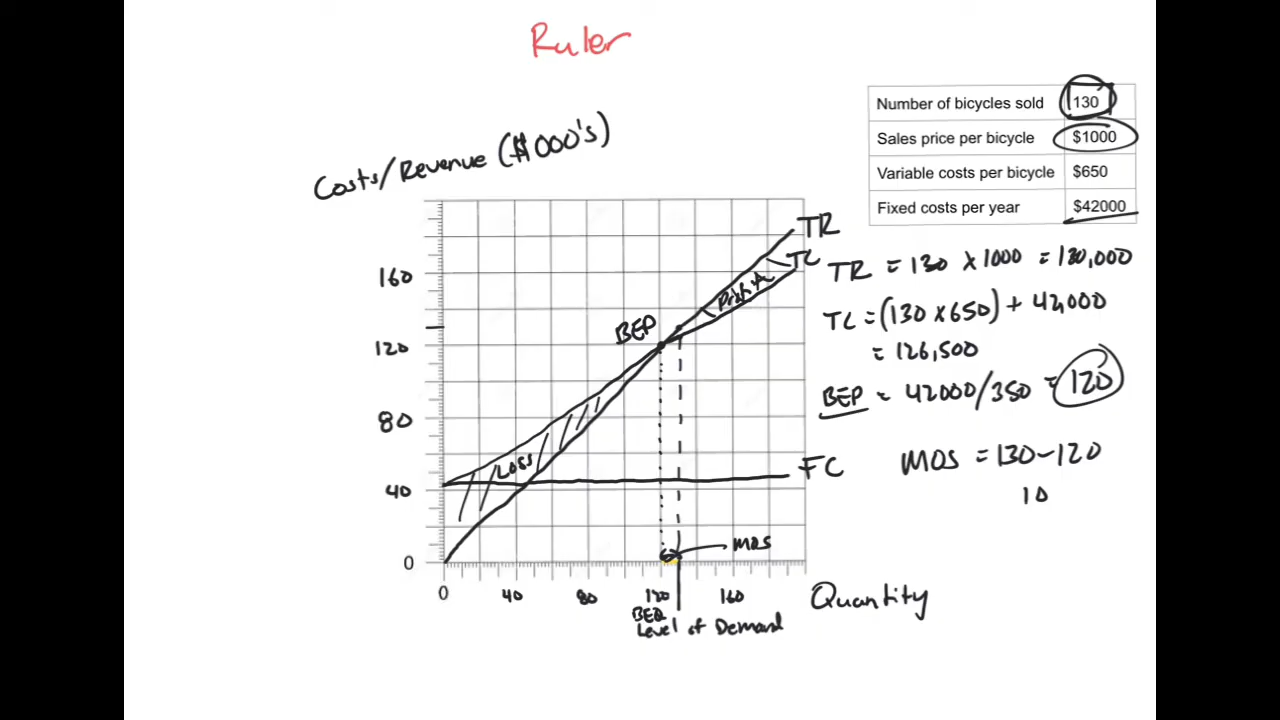 Ruler
Number of bicycles sold 130
Sales price per bicycle $1000
Variable costs per bicycle $650
Fixed costs per year $42000
Costs/Revenue ($000's)
TR
TC
Profit
TR = 130 x 1000 = 130,000
160
TC = (130 x 650) + 42,000
BEP
120
= 126,500
BEP = 42000/350 = 120
80
Loss
FC
MOS = 130-120
40
10
MOS
0
0 40 80 120 160 Quantity
BEQ
Level of Demand